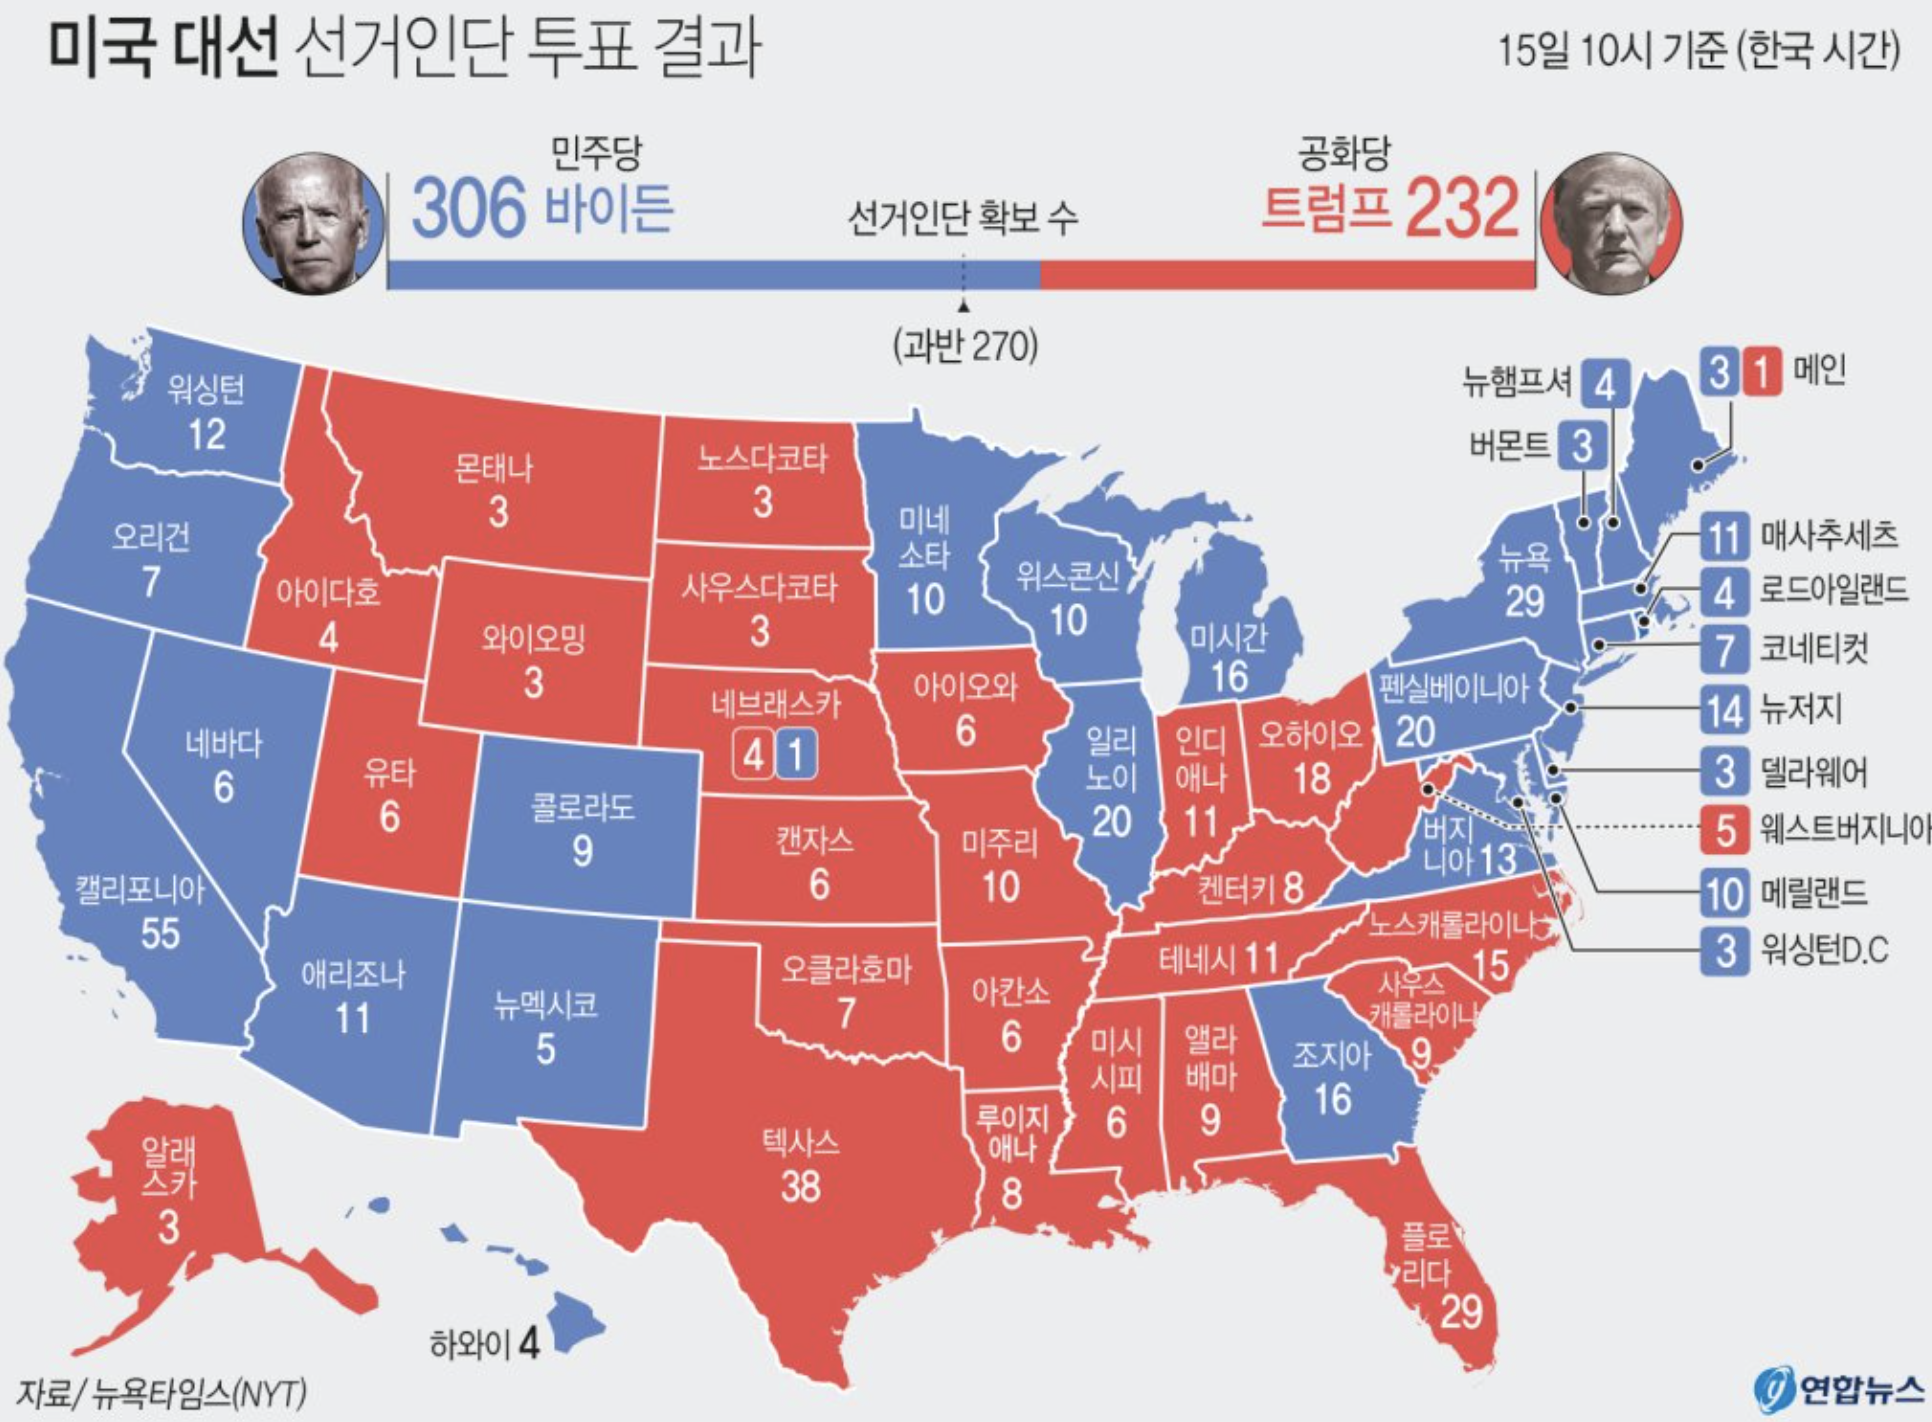 미국 대선 선거인단 투표 결과
15일 10시 기준 (한국 시간)
민주당
306 바이든
선거인단 확보 수
공화당
트럼프 232
(과반 270)
워싱턴
12
오리건
7
캘리포니아
55
네바다
6
아이다호
4
몬태나
3
와이오밍
3
유타
6
콜로라도
9
애리조나
11
뉴멕시코
5
노스다코타
3
사우스다코타
3
네브래스카
4 1
캔자스
6
오클라호마
7
텍사스
38
미네
소타
10
아이오와
6
미주리
10
아칸소
6
루이지
애나
8
위스콘신
10
일리
노이
20
미시간
16
인디
애나
11
오하이오
18
켄터키 8
테네시 11
미시
시피
6
앨라
배마
9
조지아
16
플로
리다
29
사우스
캐롤라이나
9
노스캐롤라이나
15
버지
니아 13
펜실베이니아
20
뉴욕
29
뉴햄프셔 4
버몬트 3
3 1 메인
11 매사추세츠
4 로드아일랜드
7 코네티컷
14 뉴저지
3 델라웨어
5 웨스트버지니아
10 메릴랜드
3 워싱턴D.C
알래
스카
3
하와이 4
자료/ 뉴욕타임스(NYT)
연합뉴스